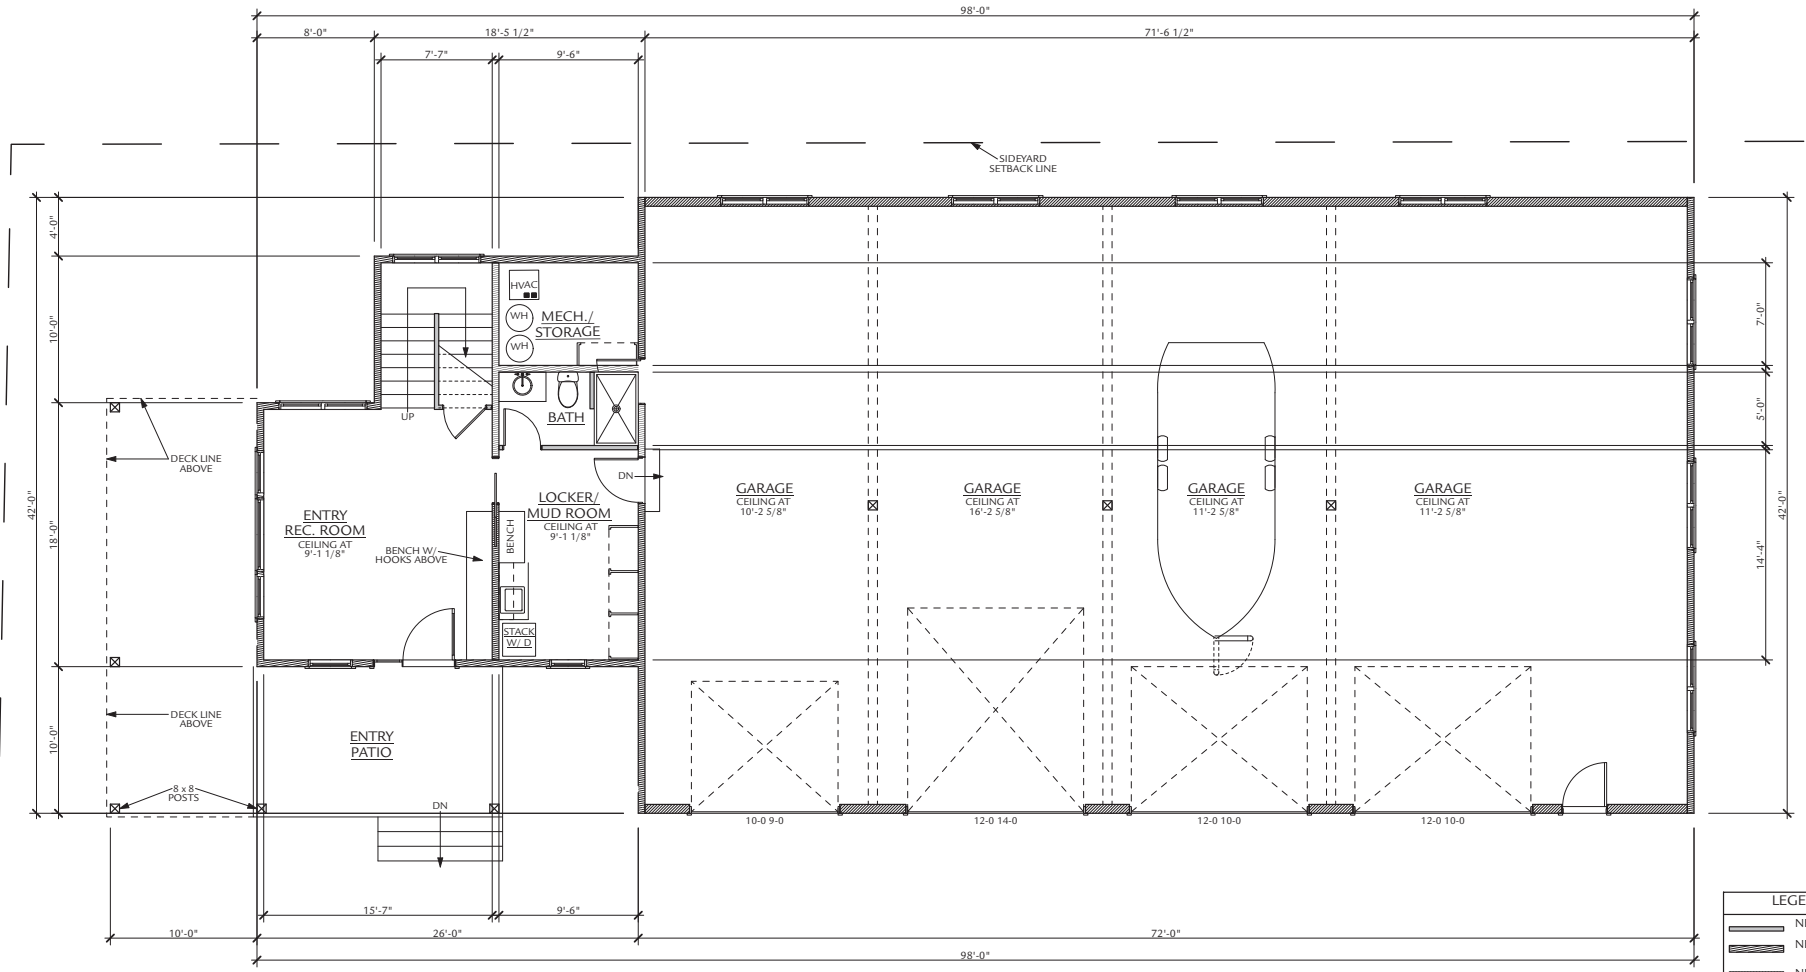 98'-0"
8'-0"
18'-5 1/2"
71'-6 1/2"
7'-7"
9'-6"
SIDEYARD
SETBACK LINE
4'-0"
10'-0"
42'-0"
18'-0"
10'-0"
HVAC
WH
WH
MECH./
STORAGE
UP
BATH
DECK LINE
ABOVE
DN
ENTRY
REC. ROOM
CEILING AT
9'-1 1/8"
BENCH W/
HOOKS ABOVE
LOCKER/
MUD ROOM
CEILING AT
9'-1 1/8"
BENCH
STACK
W/ D
GARAGE
CEILING AT
10'-2 5/8"
GARAGE
CEILING AT
16'-2 5/8"
GARAGE
CEILING AT
11'-2 5/8"
GARAGE
CEILING AT
11'-2 5/8"
7'-0"
5'-0"
42'-0"
14'-4"
DECK LINE
ABOVE
ENTRY
PATIO
8 x 8
POSTS
DN
10-0 9-0
12-0 14-0
12-0 10-0
12-0 10-0
15'-7"
9'-6"
10'-0"
26'-0"
72'-0"
98'-0"
LEGE